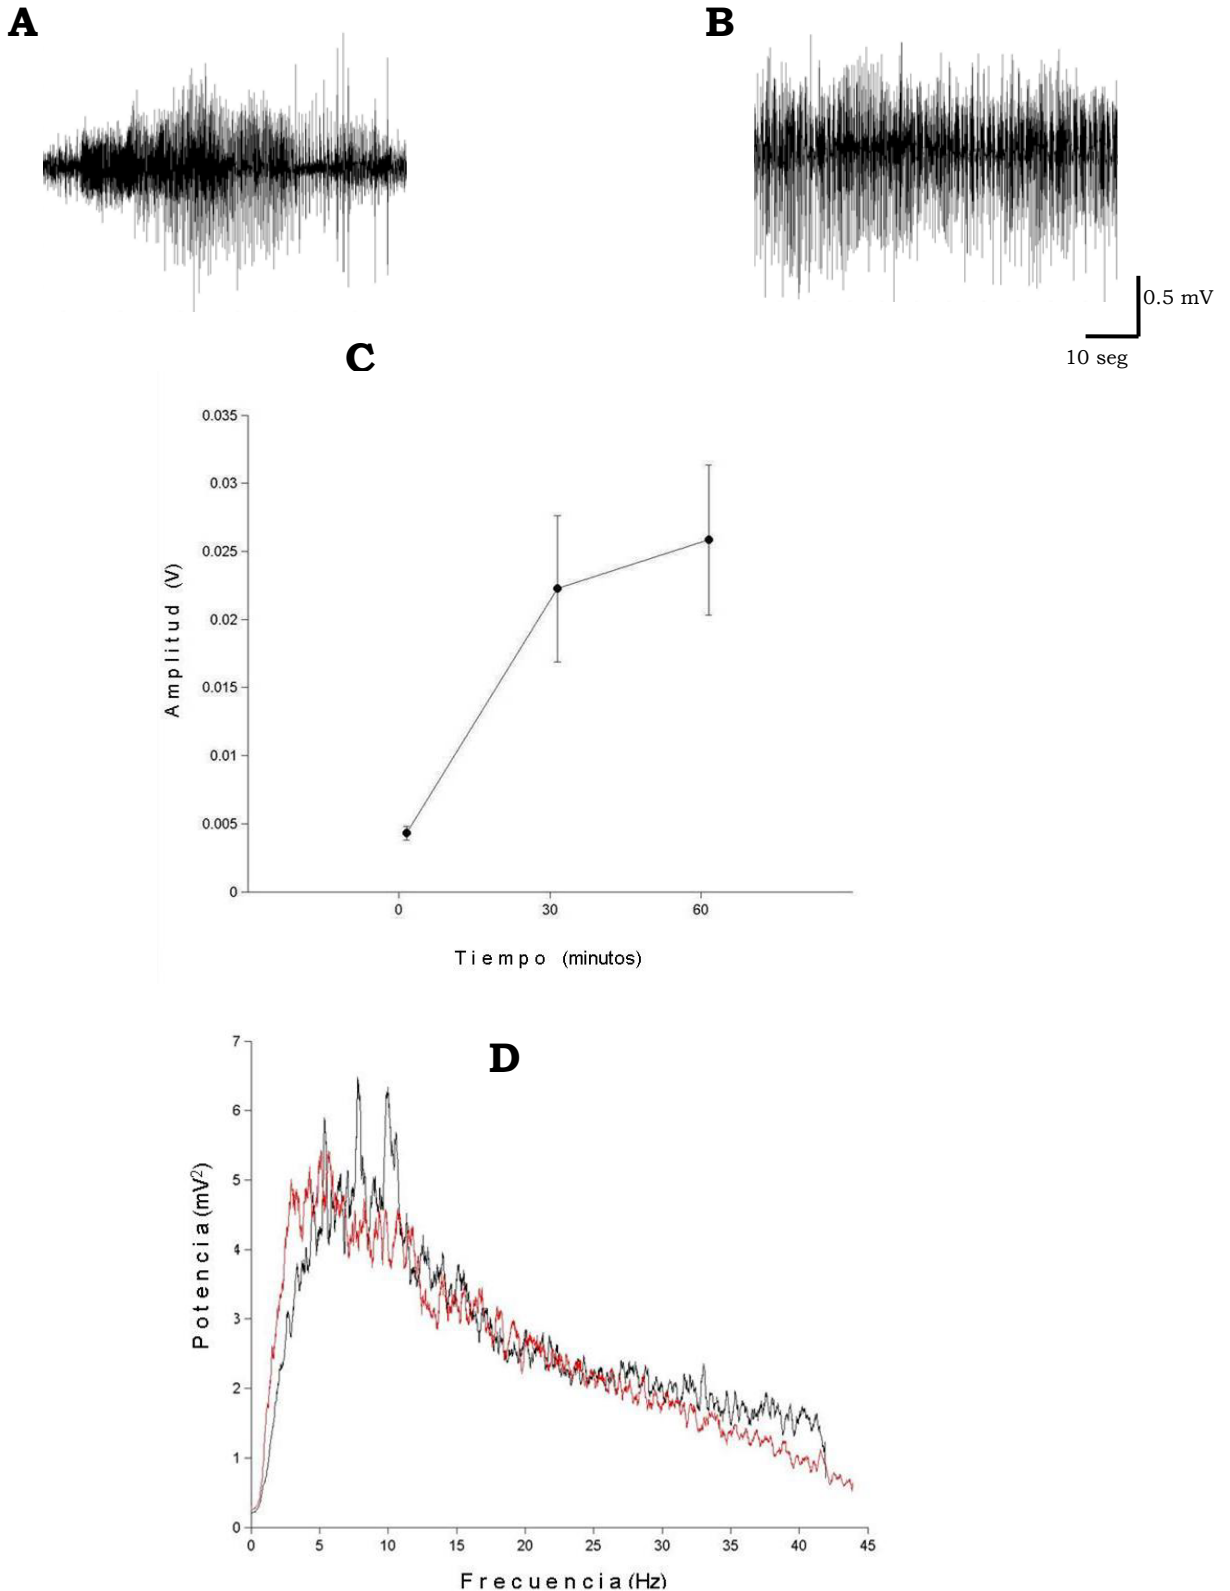 A
B
0.5 mV
10 seg
C
0.035
0.03
0.025
0.02
0.015
0.01
0.005
0
Amplitud (V)
0 30 60
Tiempo (minutos)
D
7
6
5
4
3
2
1
0
Potencia (mV²)
0 5 10 15 20 25 30 35 40 45
Frecuencia (Hz)